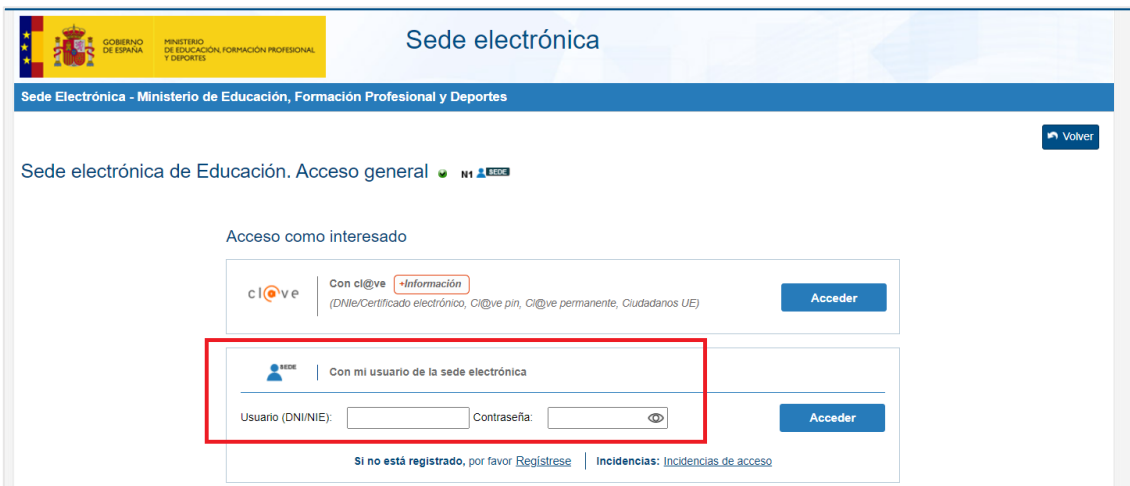 GOBIERNO
DE ESPAÑA
MINISTERIO
DE EDUCACIÓN, FORMACIÓN PROFESIONAL
Y DEPORTES
Sede electrónica
Sede Electrónica - Ministerio de Educación, Formación Profesional y Deportes
Volver
Sede electrónica de Educación. Acceso general N1 SEDE
Acceso como interesado
cl@ve
Con cl@ve +Información
(DNIe/Certificado electrónico, Cl@ve pin, Cl@ve permanente, Ciudadanos UE)
Acceder
SEDE
Con mi usuario de la sede electrónica
Usuario (DNI/NIE): Contraseña:
Acceder
Si no está registrado, por favor Regístrese Incidencias: Incidencias de acceso